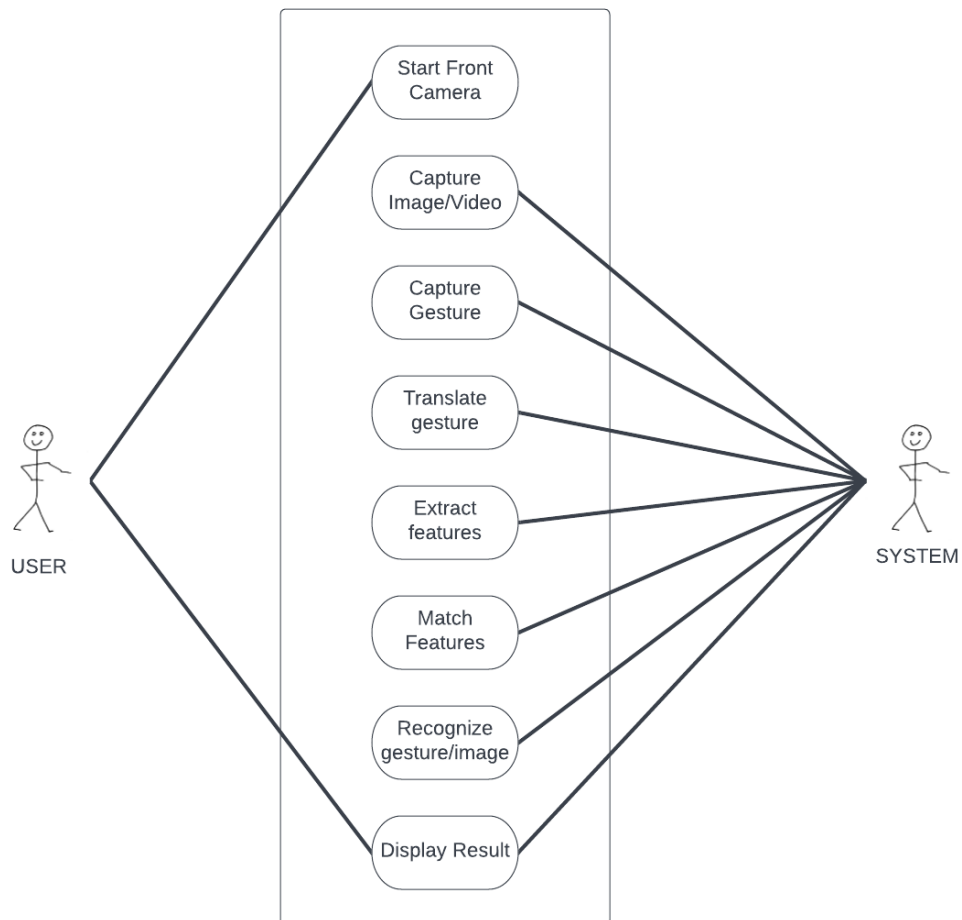 Start Front
Camera
Capture
Image/Video
Capture
Gesture
Translate
gesture
Extract
features
USER
SYSTEM
Match
Features
Recognize
gesture/image
Display Result